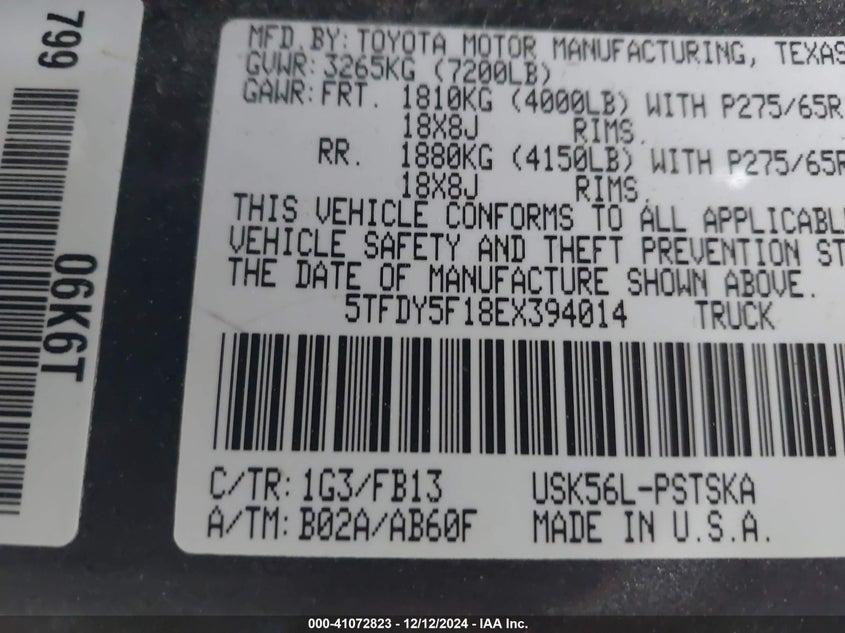 799
06K6T
MFD.BY:TOYOTA MOTOR MANUFACTURING, TEXAS
GVWR:3265KG (7200LB)
GAWR:FRT. 1810KG (4000LB) WITH P275/65R
18X8J RIMS.
RR. 1880KG (4150LB) WITH P275/65R
18X8J RIMS.
THIS VEHICLE CONFORMS TO ALL APPLICABL
VEHICLE SAFETY AND THEFT PREVENTION ST
THE DATE OF MANUFACTURE SHOWN ABOVE.
5TFDY5F18EX394014 TRUCK
C/TR: 1G3/FB13 USK56L-PSTSKA
A/TM: B02A/AB60F MADE IN U.S.A.
000-41072823 - 12/12/2024 - IAA Inc.